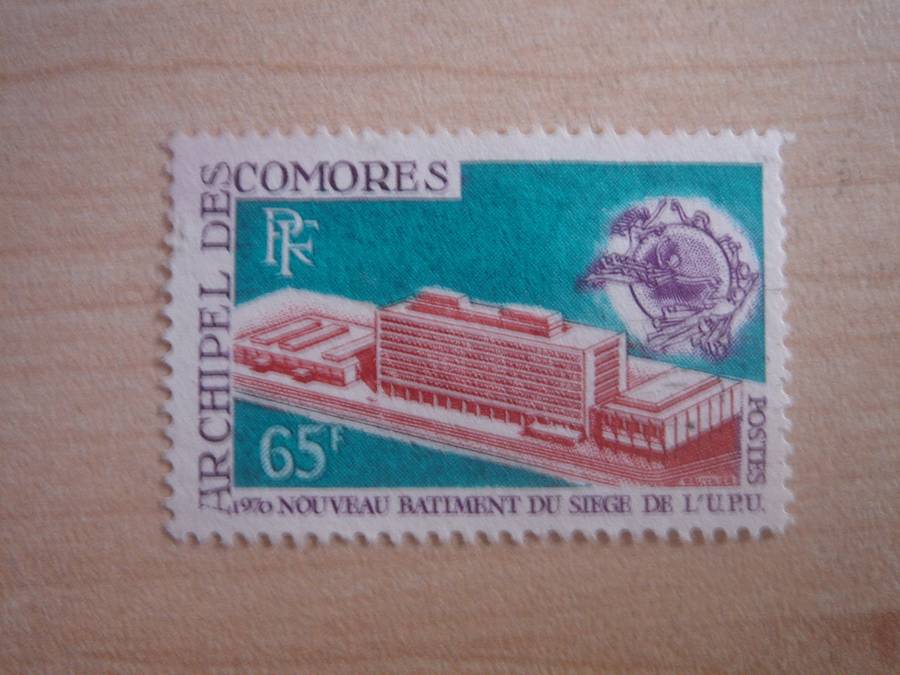 ARCHIPEL DES
COMORES
RF
65F
POSTES
1970 NOUVEAU BATIMENT DU SIEGE DE L'U.P.U.